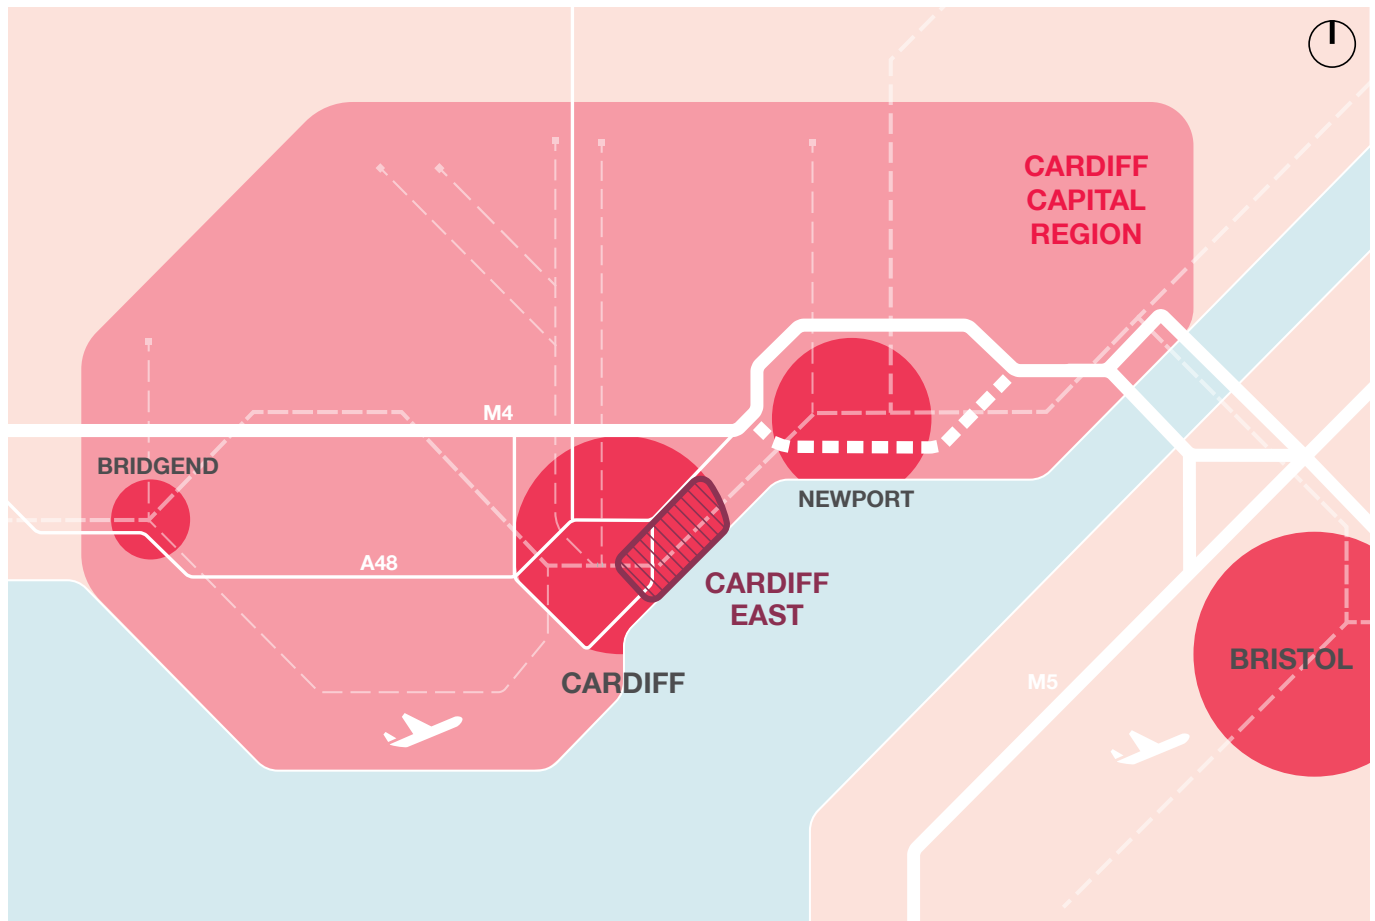 CARDIFF
CAPITAL
REGION
M4
BRIDGEND
NEWPORT
A48
CARDIFF
EAST
CARDIFF
BRISTOL
M5